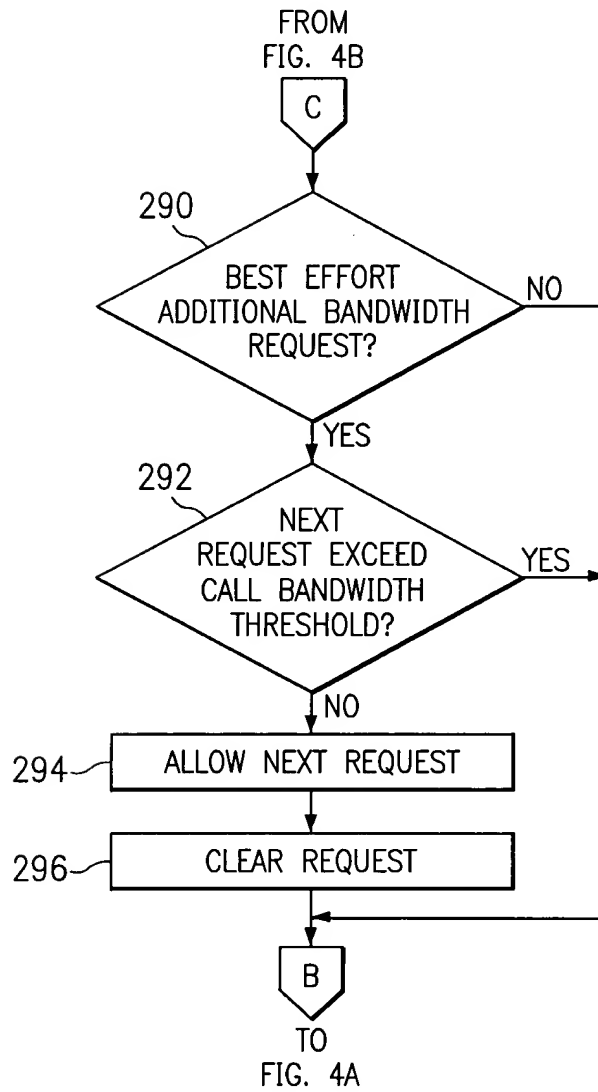 FROM
FIG. 4B
C
290
BEST EFFORT
ADDITIONAL BANDWIDTH
REQUEST?
NO
YES
292
NEXT
REQUEST EXCEED
CALL BANDWIDTH
THRESHOLD?
YES
NO
294
ALLOW NEXT REQUEST
296
CLEAR REQUEST
B
TO
FIG. 4A